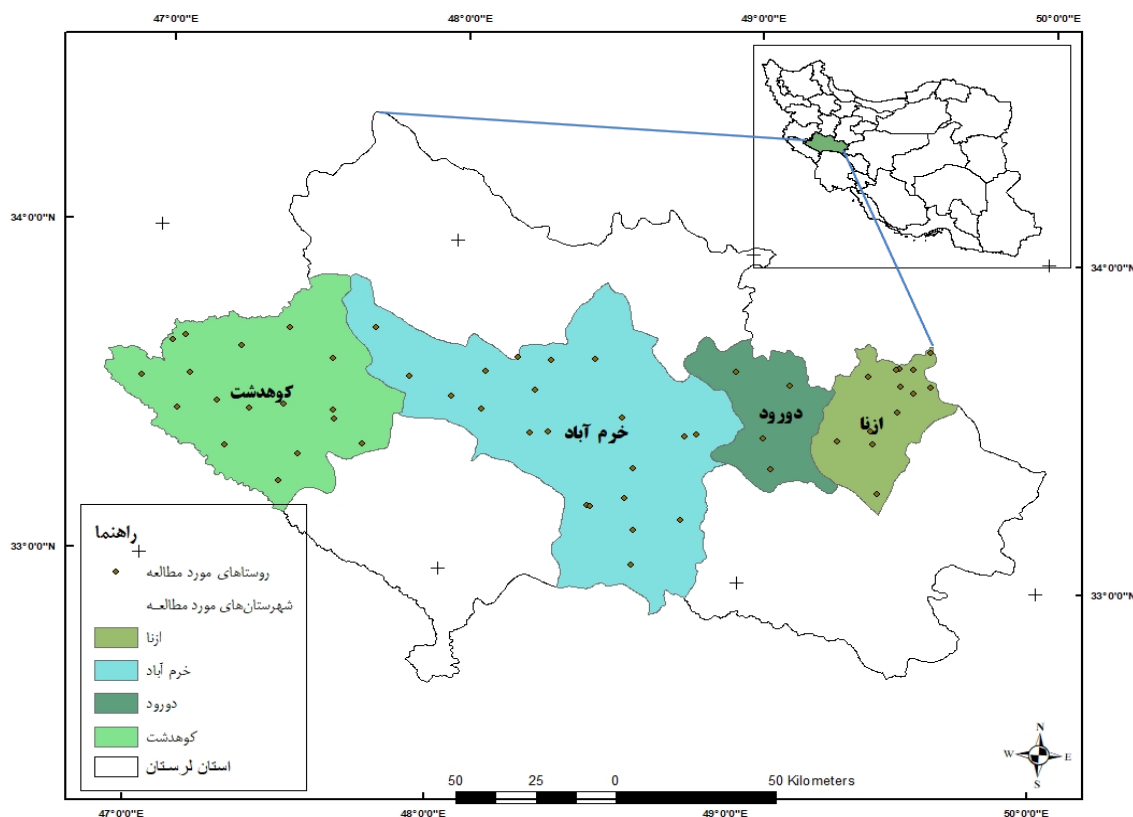 47°0'0"E
48°0'0"E
49°0'0"E
50°0'0"E
34°0'0"N
34°0'0"N
کوهدشت
خرم آباد
دورود
ازنا
33°0'0"N
33°0'0"N
راهنما
روستاهای مورد مطالعه
شهرستان‌های مورد مطالعـه
ازنا
خرم آباد
دورود
کوهدشت
استان لرستان
N
W
E
S
50
25
0
50 Kilometers
47°0'0"E
48°0'0"E
49°0'0"E
50°0'0"E